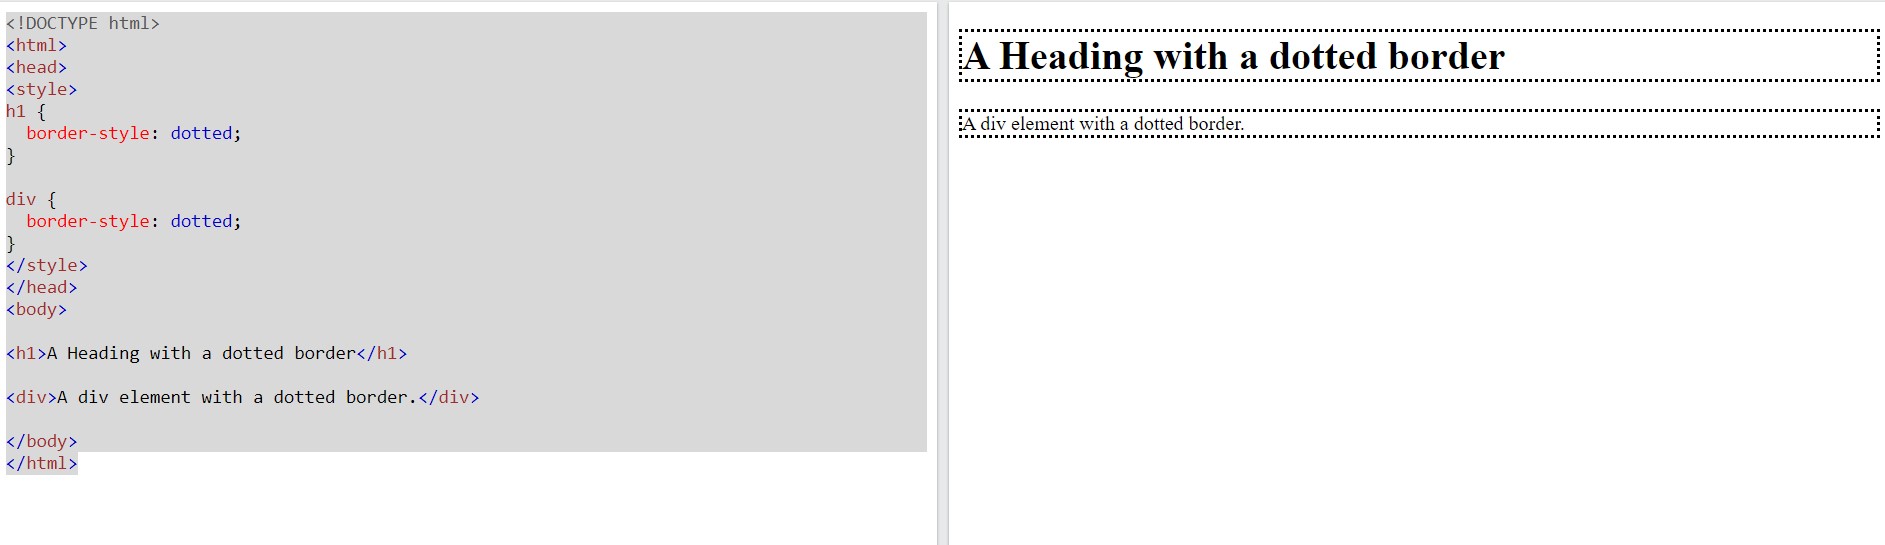 <!DOCTYPE html>
<html>
<head>
<style>
h1 {
  border-style: dotted;
}

div {
  border-style: dotted;
}
</style>
</head>
<body>

<h1>A Heading with a dotted border</h1>

<div>A div element with a dotted border.</div>

</body>
</html>
A Heading with a dotted border
A div element with a dotted border.